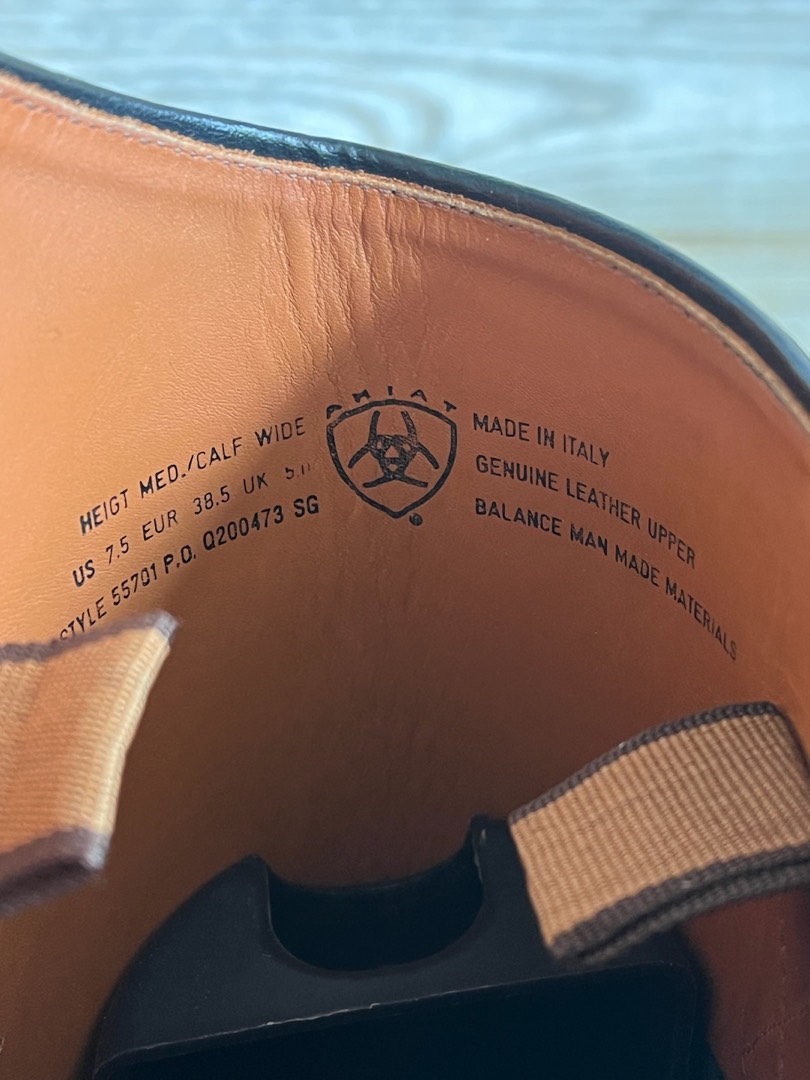 ARIAT
HEIGT MED./CALF WIDE
US 7.5 EUR 38.5 UK
STYLE 55701 P.O. Q200473 SG
MADE IN ITALY
GENUINE LEATHER UPPER
BALANCE MAN MADE MATERIALS